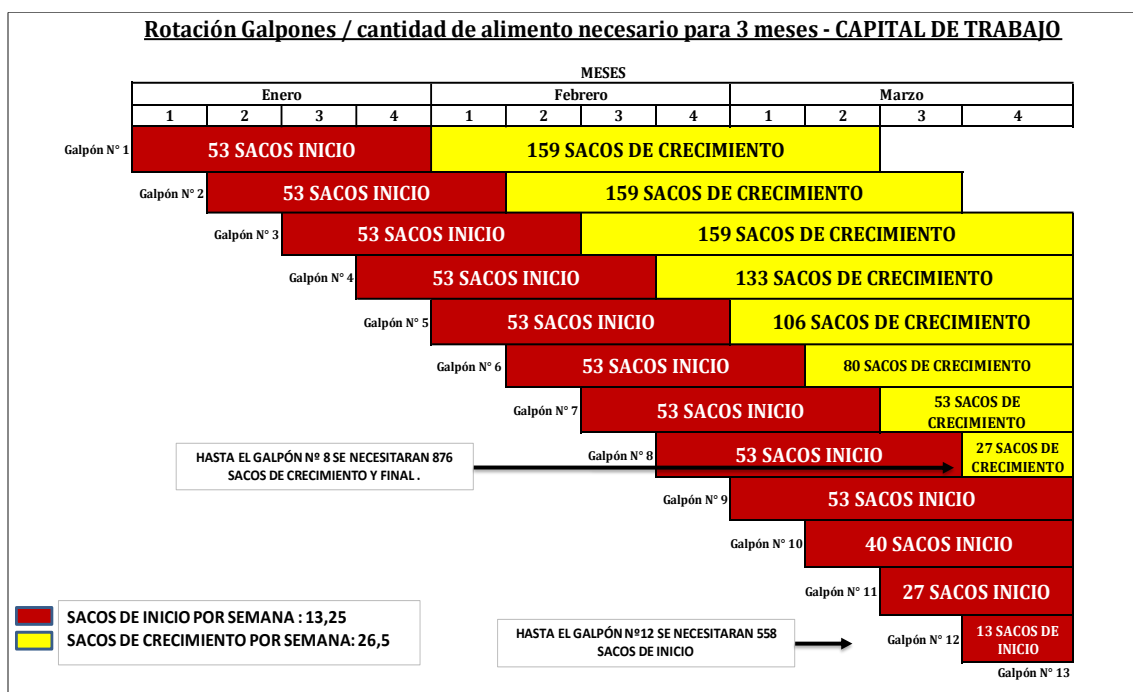 Rotación Galpones / cantidad de alimento necesario para 3 meses - CAPITAL DE TRABAJO
MESES
Enero Febrero Marzo
1 2 3 4 1 2 3 4 1 2 3 4
Galpón N° 1 53 SACOS INICIO 159 SACOS DE CRECIMIENTO
Galpón N° 2 53 SACOS INICIO 159 SACOS DE CRECIMIENTO
Galpón N° 3 53 SACOS INICIO 159 SACOS DE CRECIMIENTO
Galpón N° 4 53 SACOS INICIO 133 SACOS DE CRECIMIENTO
Galpón N° 5 53 SACOS INICIO 106 SACOS DE CRECIMIENTO
Galpón N° 6 53 SACOS INICIO 80 SACOS DE CRECIMIENTO
Galpón N° 7 53 SACOS INICIO 53 SACOS DE
CRECIMIENTO
HASTA EL GALPÓN Nº 8 SE NECESITARAN 876
SACOS DE CRECIMIENTO Y FINAL .
Galpón N° 8 53 SACOS INICIO 27 SACOS DE
CRECIMIENTO
Galpón N° 9 53 SACOS INICIO
Galpón N° 10 40 SACOS INICIO
Galpón N° 11 27 SACOS INICIO
SACOS DE INICIO POR SEMANA : 13,25
SACOS DE CRECIMIENTO POR SEMANA: 26,5
HASTA EL GALPÓN Nº12 SE NECESITARAN 558
SACOS DE INICIO
Galpón N° 12 13 SACOS DE
INICIO
Galpón N° 13